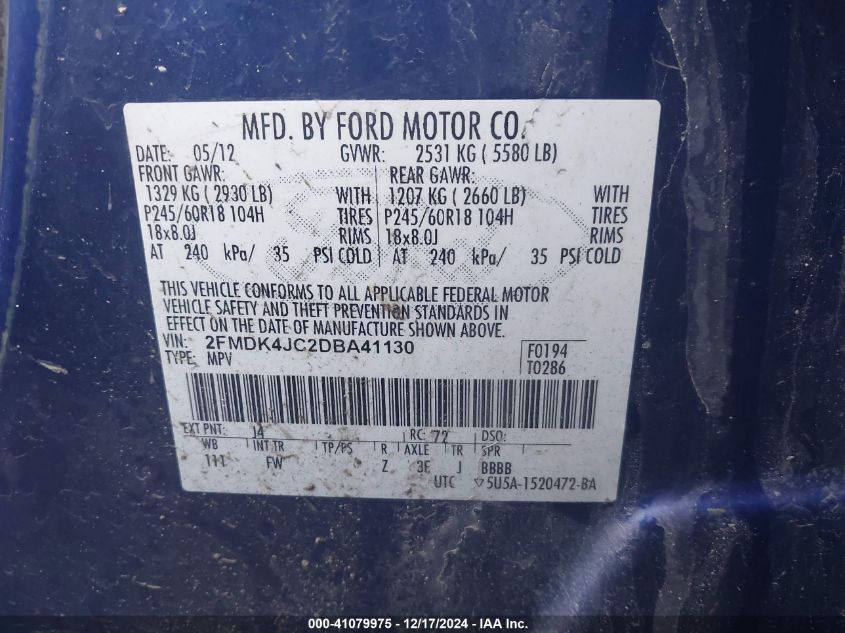 MFD. BY FORD MOTOR CO.
DATE: 05/12 GVWR: 2531 KG ( 5580 LB)
FRONT GAWR: REAR GAWR:
1329 KG ( 2930 LB) WITH 1207 KG ( 2660 LB) WITH
P245/60R18 104H TIRES P245/60R18 104H TIRES
18x8.0J RIMS 18x8.0J RIMS
AT 240 kPa/ 35 PSI COLD AT 240 kPa/ 35 PSI COLD
THIS VEHICLE CONFORMS TO ALL APPLICABLE FEDERAL MOTOR
VEHICLE SAFETY AND THEFT PREVENTION STANDARDS IN
EFFECT ON THE DATE OF MANUFACTURE SHOWN ABOVE.
VIN: 2FMDK4JC2DBA41130 F0194
TYPE: MPV T0286
EXT PNT: J4 RC: 72 DSO:
WB INT TR TP/PS R AXLE TR SPR
111 FW Z 3E J BBBB
UTC ▽5U5A-1520472-BA
000-41079975 - 12/17/2024 - IAA Inc.